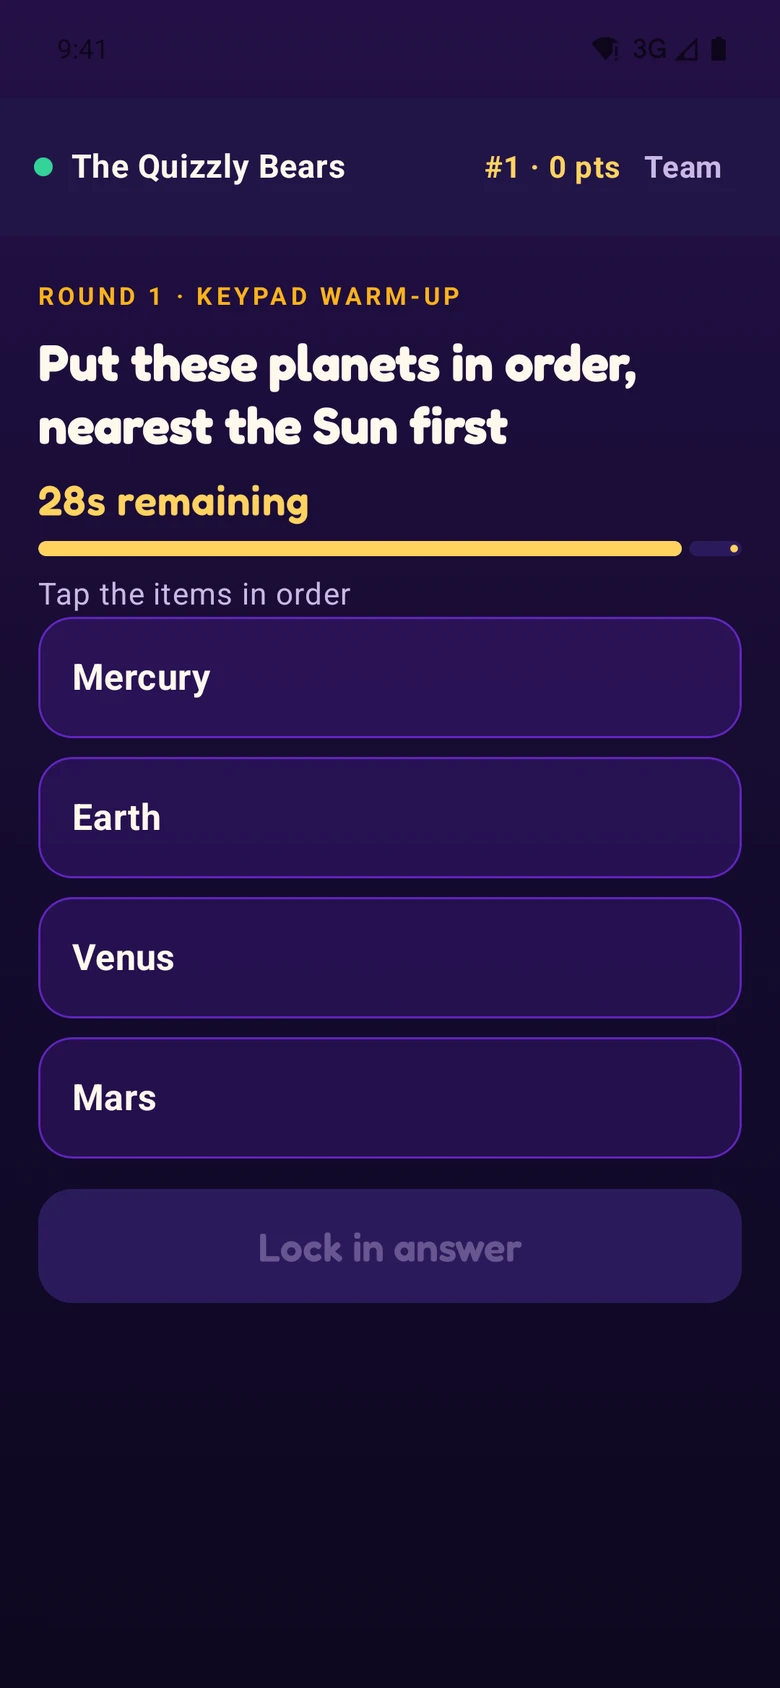 9:41 3G
The Quizzly Bears #1 · 0 pts Team
ROUND 1 · KEYPAD WARM-UP
Put these planets in order,
nearest the Sun first
28s remaining
Tap the items in order
Mercury
Earth
Venus
Mars
Lock in answer